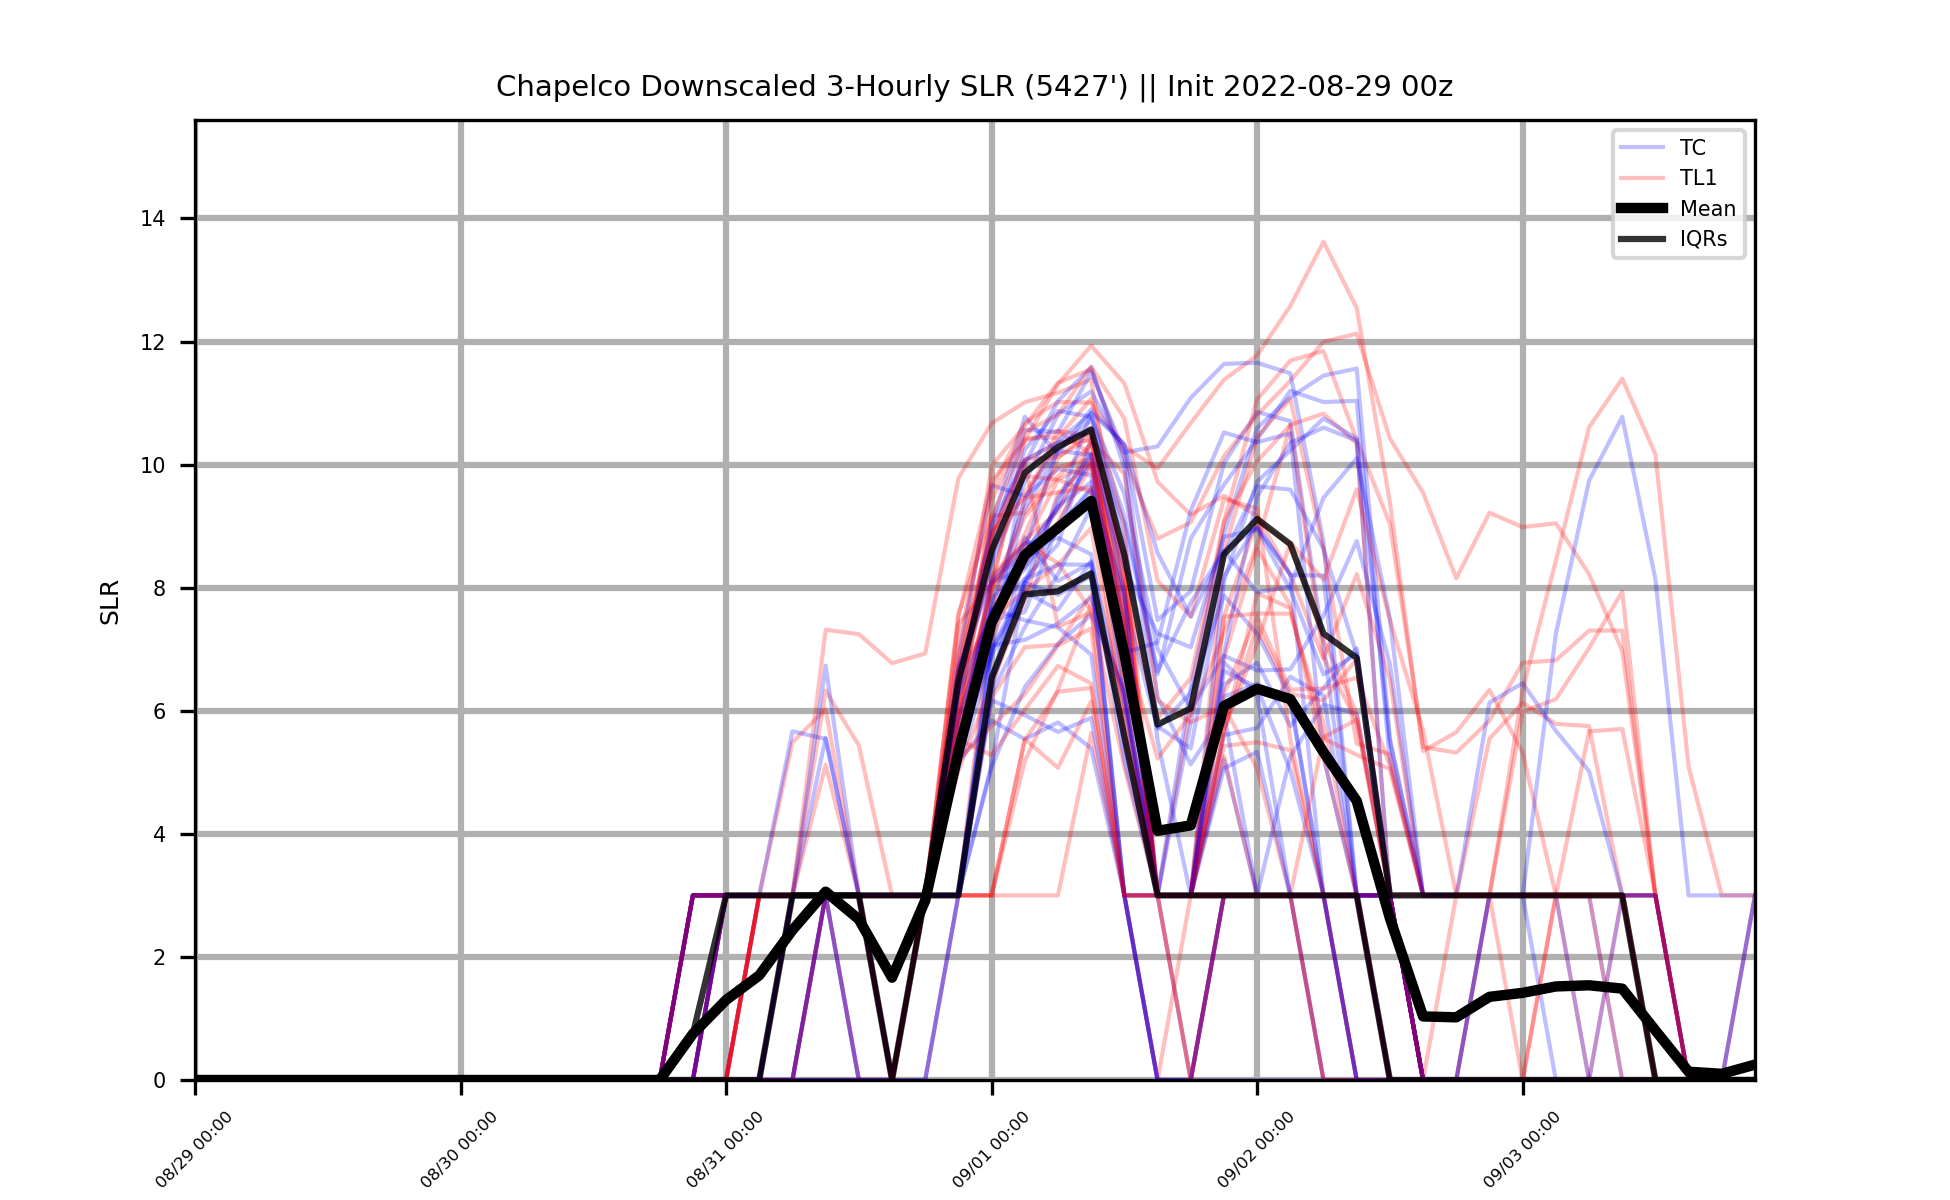 Chapelco Downscaled 3-Hourly SLR (5427') || Init 2022-08-29 00z
TC
TL1
Mean
IQRs
SLR
14
12
10
8
6
4
2
0
08/29 00:00
08/30 00:00
08/31 00:00
09/01 00:00
09/02 00:00
09/03 00:00